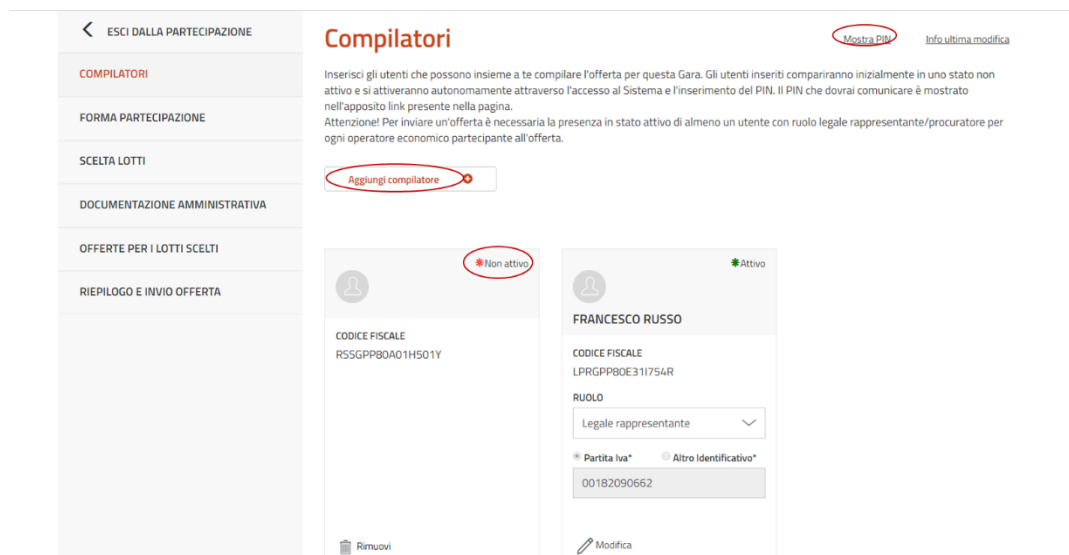 ESCI DALLA PARTECIPAZIONE
COMPILATORI
FORMA PARTECIPAZIONE
SCELTA LOTTI
DOCUMENTAZIONE AMMINISTRATIVA
OFFERTE PER I LOTTI SCELTI
RIEPILOGO E INVIO OFFERTA
Compilatori
Mostra PIN
Info ultima modifica
Inserisci gli utenti che possono insieme a te compilare l'offerta per questa Gara. Gli utenti inseriti compariranno inizialmente in uno stato non
attivo e si attiveranno autonomamente attraverso l'accesso al Sistema e l'inserimento del PIN. Il PIN che dovrai comunicare è mostrato
nell'apposito link presente nella pagina.
Attenzione! Per inviare un'offerta è necessaria la presenza in stato attivo di almeno un utente con ruolo legale rappresentante/procuratore per
ogni operatore economico partecipante all'offerta.
Aggiungi compilatore
Non attivo
CODICE FISCALE
RSSGPP80A01H501Y
Rimuovi
Attivo
FRANCESCO RUSSO
CODICE FISCALE
LPRGPP80E31I754R
RUOLO
Legale rappresentante
Partita Iva* Altro Identificativo*
00182090662
Modifica